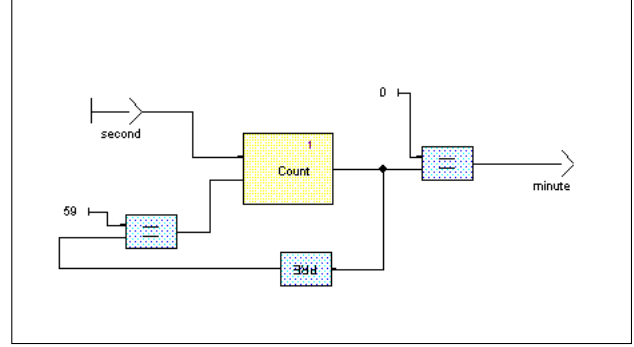 0
second
1
Count
=
minute
59
=
PRE